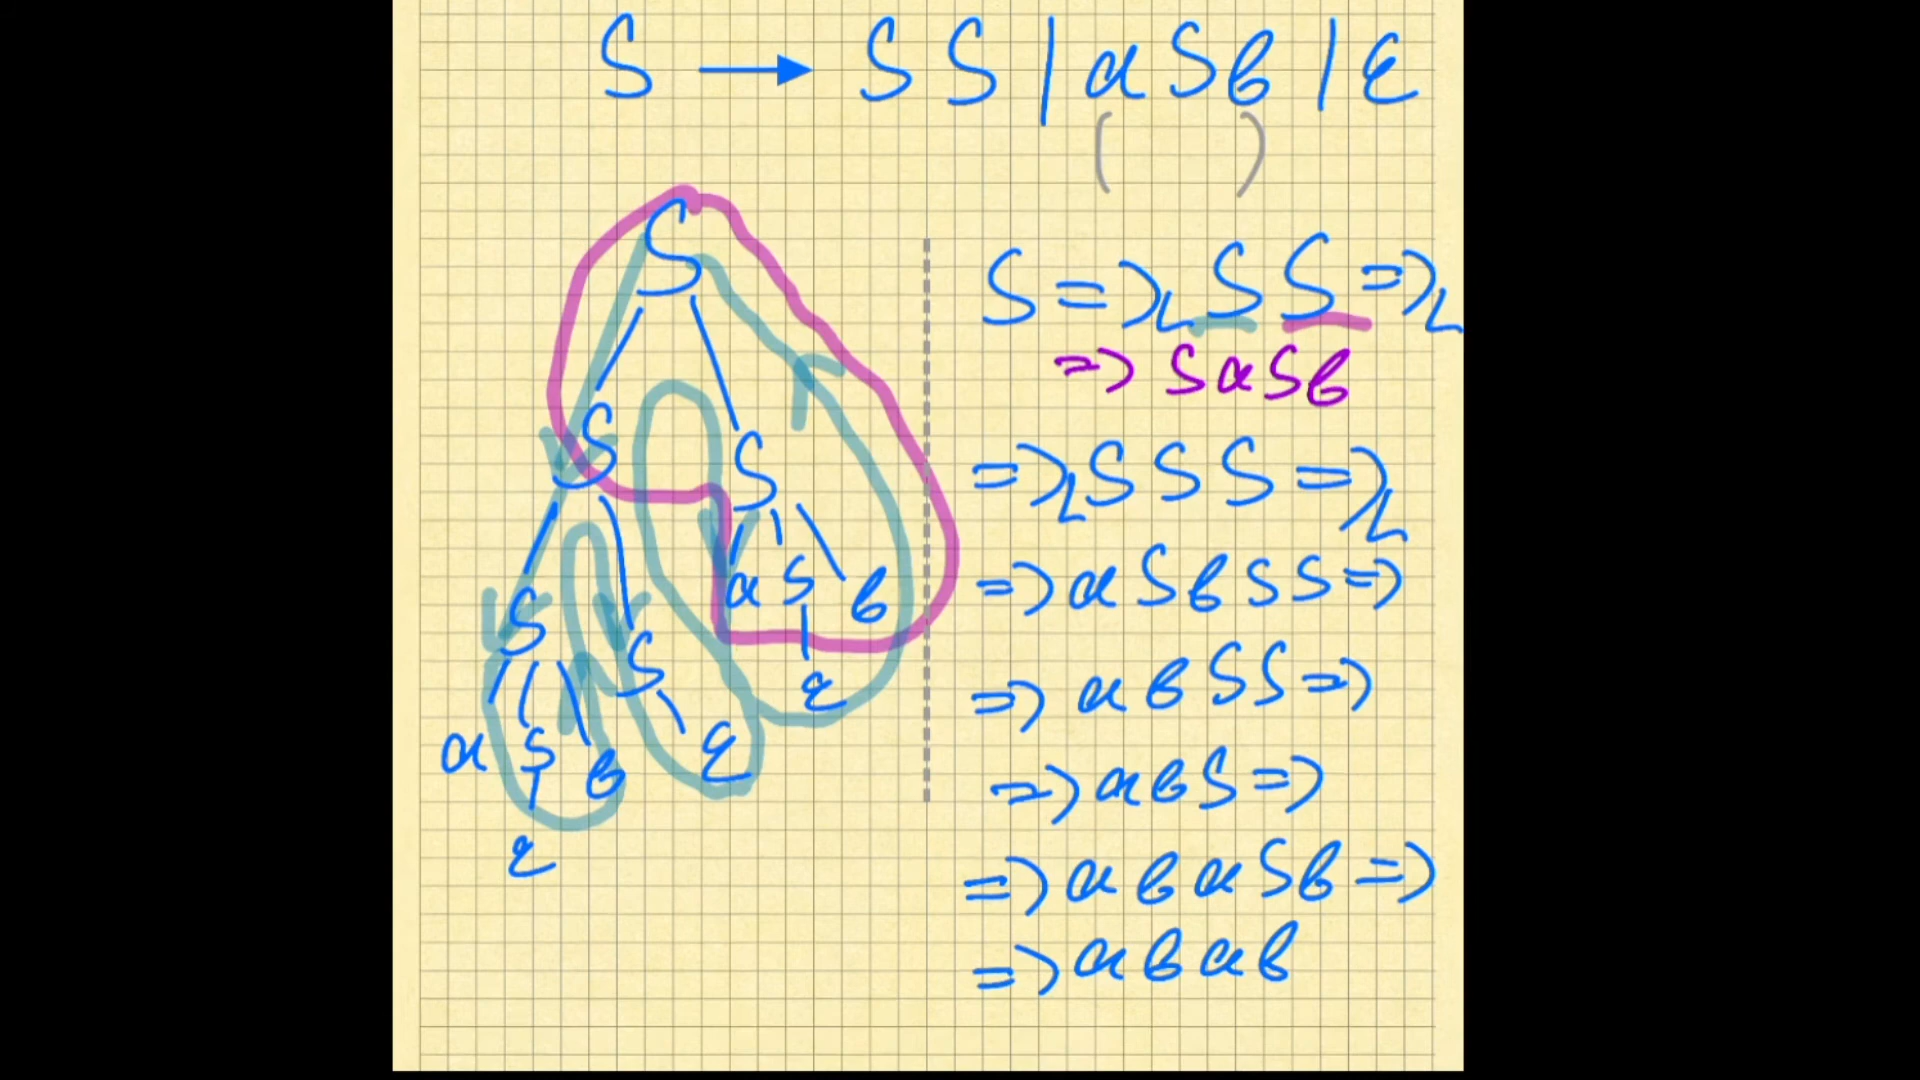 S → SS | aSb | ε
( )
S
S S
a S b
S S
ε
a S b ε
ε
S ⇒L SS ⇒L
⇒ SaSb
⇒L SSS ⇒L
⇒ aSbSS ⇒
⇒ abSS ⇒
⇒ abS ⇒
⇒ abaSb ⇒
⇒ abab